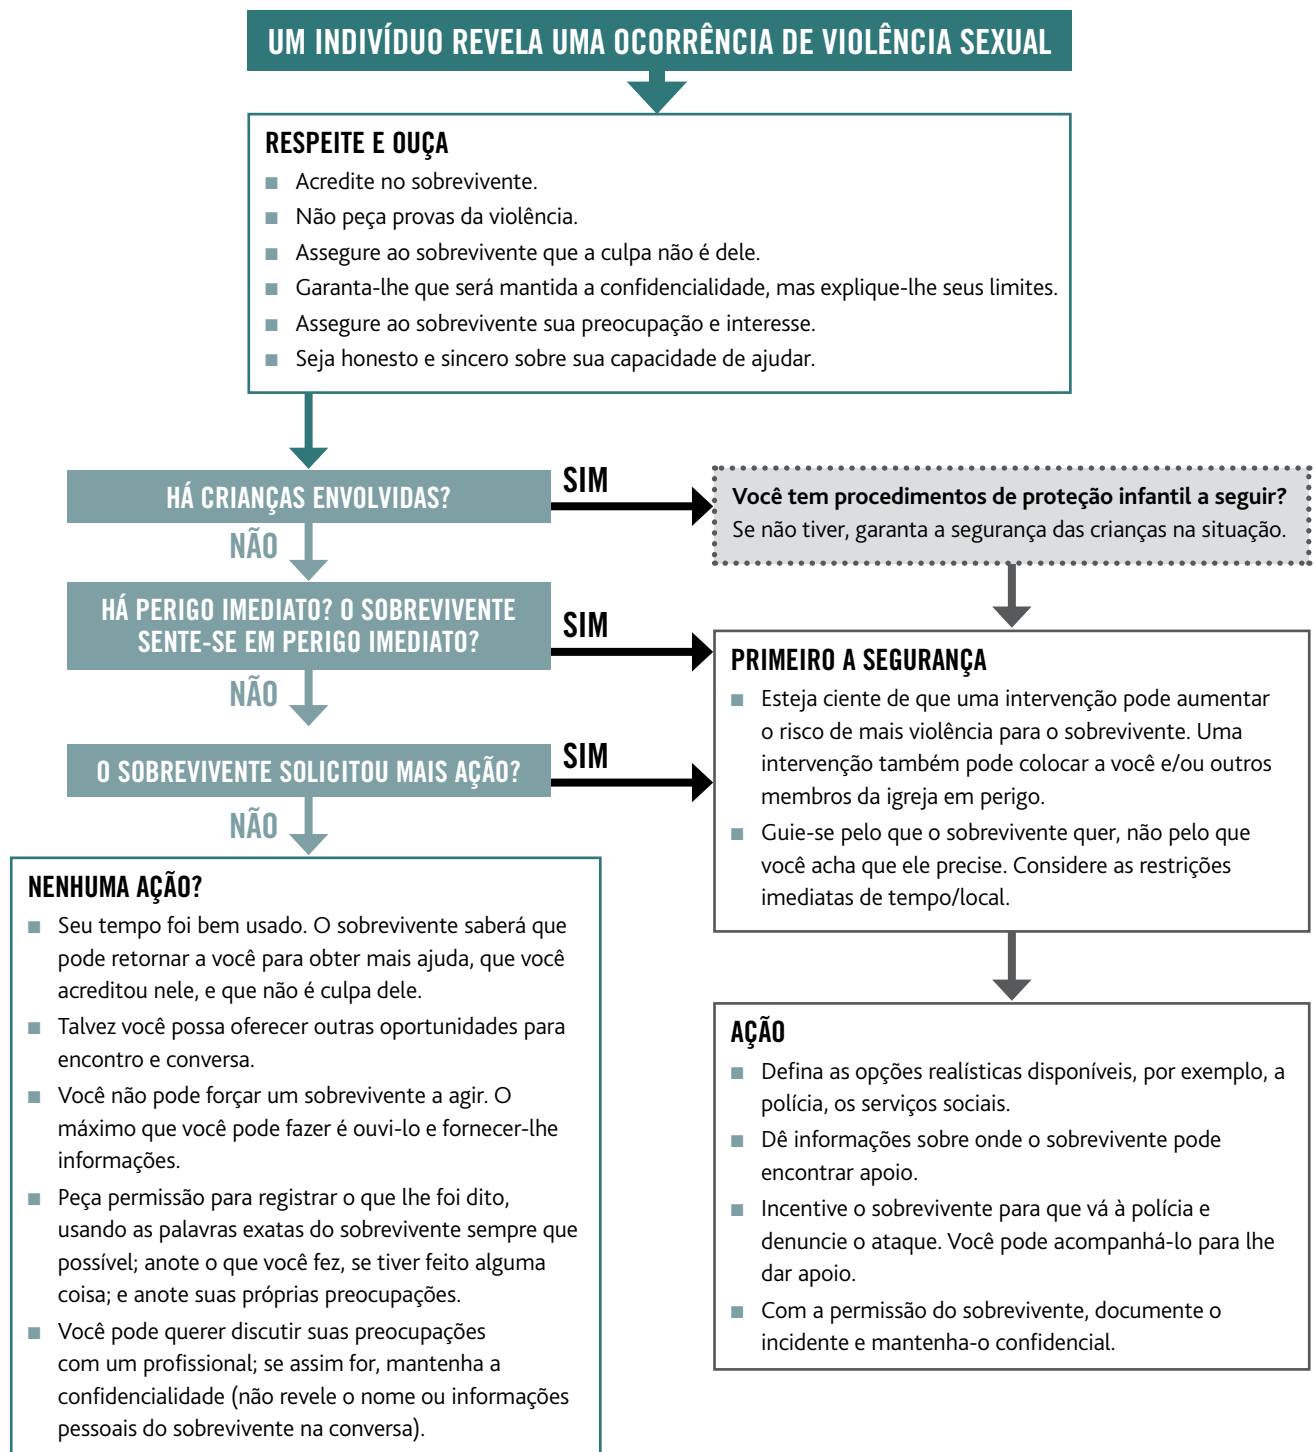 UM INDIVÍDUO REVELA UMA OCORRÊNCIA DE VIOLÊNCIA SEXUAL
RESPEITE E OUÇA
■ Acredite no sobrevivente.
■ Não peça provas da violência.
■ Assegure ao sobrevivente que a culpa não é dele.
■ Garanta-lhe que será mantida a confidencialidade, mas explique-lhe seus limites.
■ Assegure ao sobrevivente sua preocupação e interesse.
■ Seja honesto e sincero sobre sua capacidade de ajudar.
HÁ CRIANÇAS ENVOLVIDAS?
SIM
Você tem procedimentos de proteção infantil a seguir?
Se não tiver, garanta a segurança das crianças na situação.
NÃO
HÁ PERIGO IMEDIATO? O SOBREVIVENTE
SENTE-SE EM PERIGO IMEDIATO?
SIM
NÃO
O SOBREVIVENTE SOLICITOU MAIS AÇÃO?
SIM
NÃO
PRIMEIRO A SEGURANÇA
■ Esteja ciente de que uma intervenção pode aumentar
o risco de mais violência para o sobrevivente. Uma
intervenção também pode colocar a você e/ou outros
membros da igreja em perigo.
■ Guie-se pelo que o sobrevivente quer, não pelo que
você acha que ele precise. Considere as restrições
imediatas de tempo/local.
NENHUMA AÇÃO?
■ Seu tempo foi bem usado. O sobrevivente saberá que
pode retornar a você para obter mais ajuda, que você
acreditou nele, e que não é culpa dele.
■ Talvez você possa oferecer outras oportunidades para
encontro e conversa.
■ Você não pode forçar um sobrevivente a agir. O
máximo que você pode fazer é ouvi-lo e fornecer-lhe
informações.
■ Peça permissão para registrar o que lhe foi dito,
usando as palavras exatas do sobrevivente sempre que
possível; anote o que você fez, se tiver feito alguma
coisa; e anote suas próprias preocupações.
■ Você pode querer discutir suas preocupações
com um profissional; se assim for, mantenha a
confidencialidade (não revele o nome ou informações
pessoais do sobrevivente na conversa).
AÇÃO
■ Defina as opções realísticas disponíveis, por exemplo, a
polícia, os serviços sociais.
■ Dê informações sobre onde o sobrevivente pode
encontrar apoio.
■ Incentive o sobrevivente para que vá à polícia e
denuncie o ataque. Você pode acompanhá-lo para lhe
dar apoio.
■ Com a permissão do sobrevivente, documente o
incidente e mantenha-o confidencial.